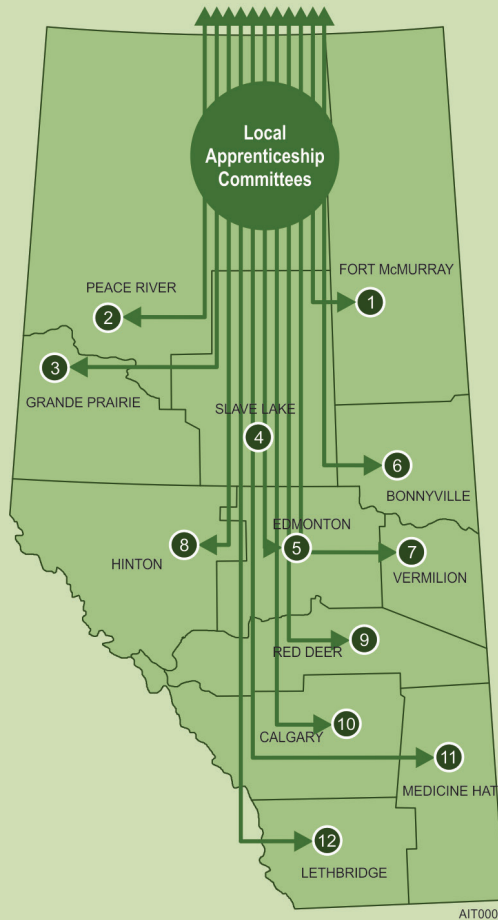 Local
Apprenticeship
Committees
FORT McMURRAY
1
PEACE RIVER
2
3
GRANDE PRAIRIE
SLAVE LAKE
4
6
BONNYVILLE
EDMONTON
5
7
8
HINTON
VERMILION
RED DEER
9
CALGARY
10
11
MEDICINE HAT
12
LETHBRIDGE
AIT000